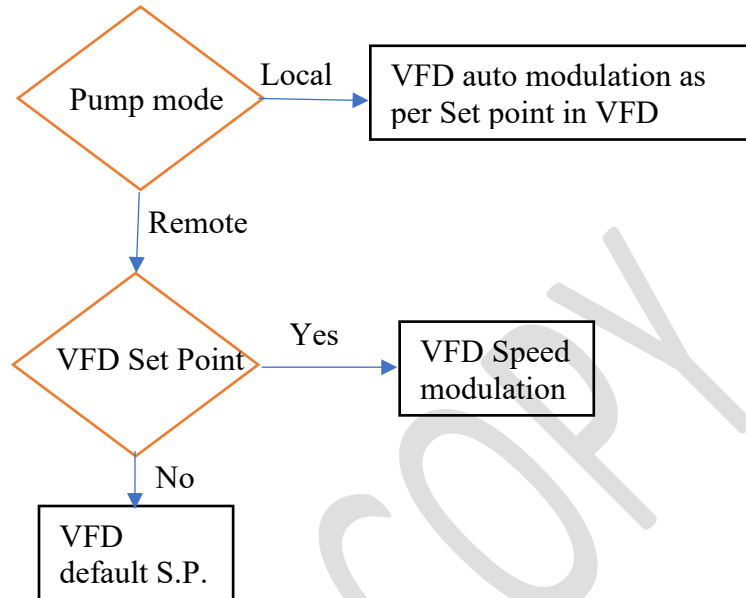 Pump mode
Local
VFD auto modulation as
per Set point in VFD
Remote
VFD Set Point
Yes
VFD Speed
modulation
No
VFD
default S.P.
COPY